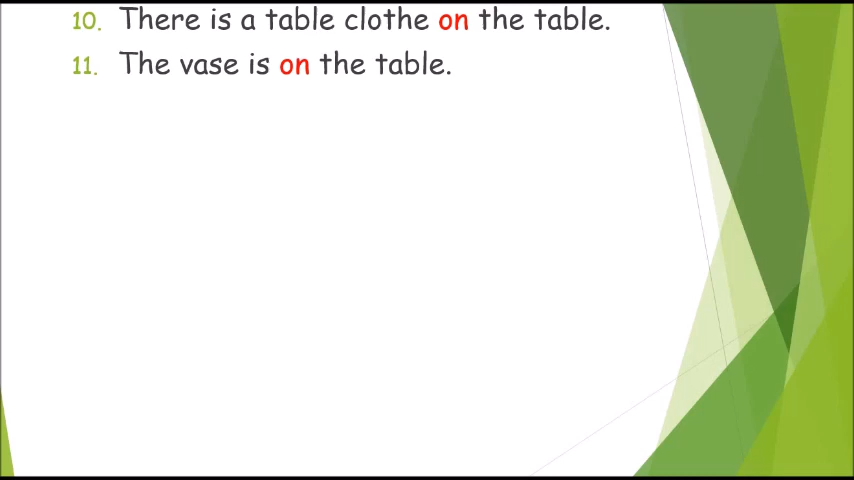 10. There is a table clothe on the table.
11. The vase is on the table.